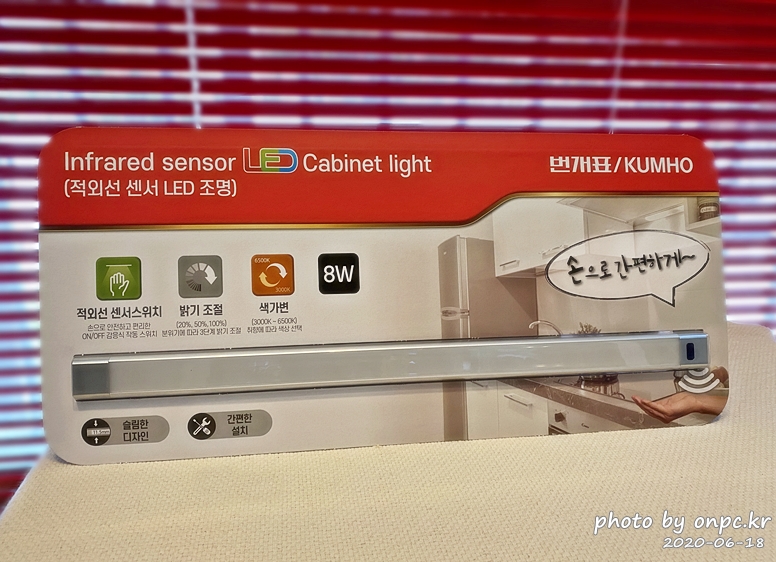 Infrared sensor LED Cabinet light
(적외선 센서 LED 조명)
번개표/KUMHO
손으로 간편하게~
6500K
3000K
8W
적외선 센서스위치
손으로 안전하고 편리한
ON/OFF 감응식 작동 스위치
밝기 조절
(20%, 50%,100%)
분위기에 따라 3단계 밝기 조절
색가변
(3000K ~ 6500K)
취향에 따라 색상 선택
슬림한
디자인
간편한
설치
photo by onpc.kr
2020-06-18